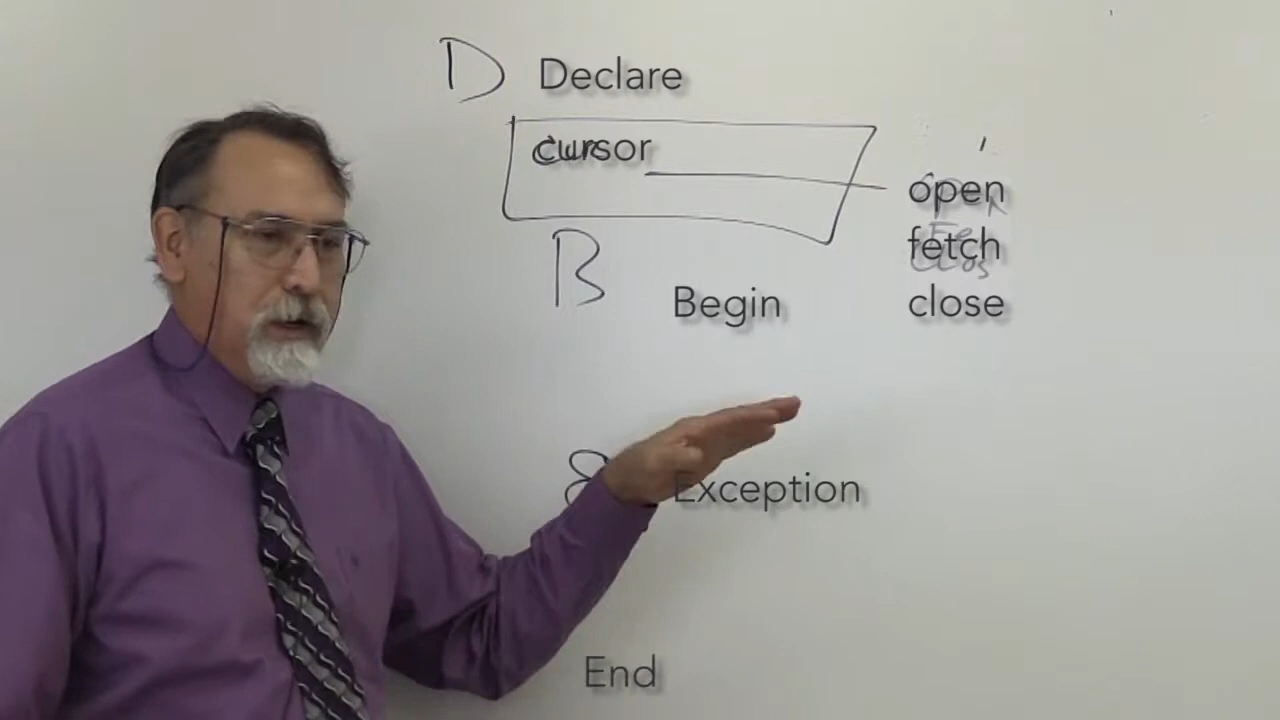 D Declare
cursor
open
fetch
close
B
Begin
Exception
End